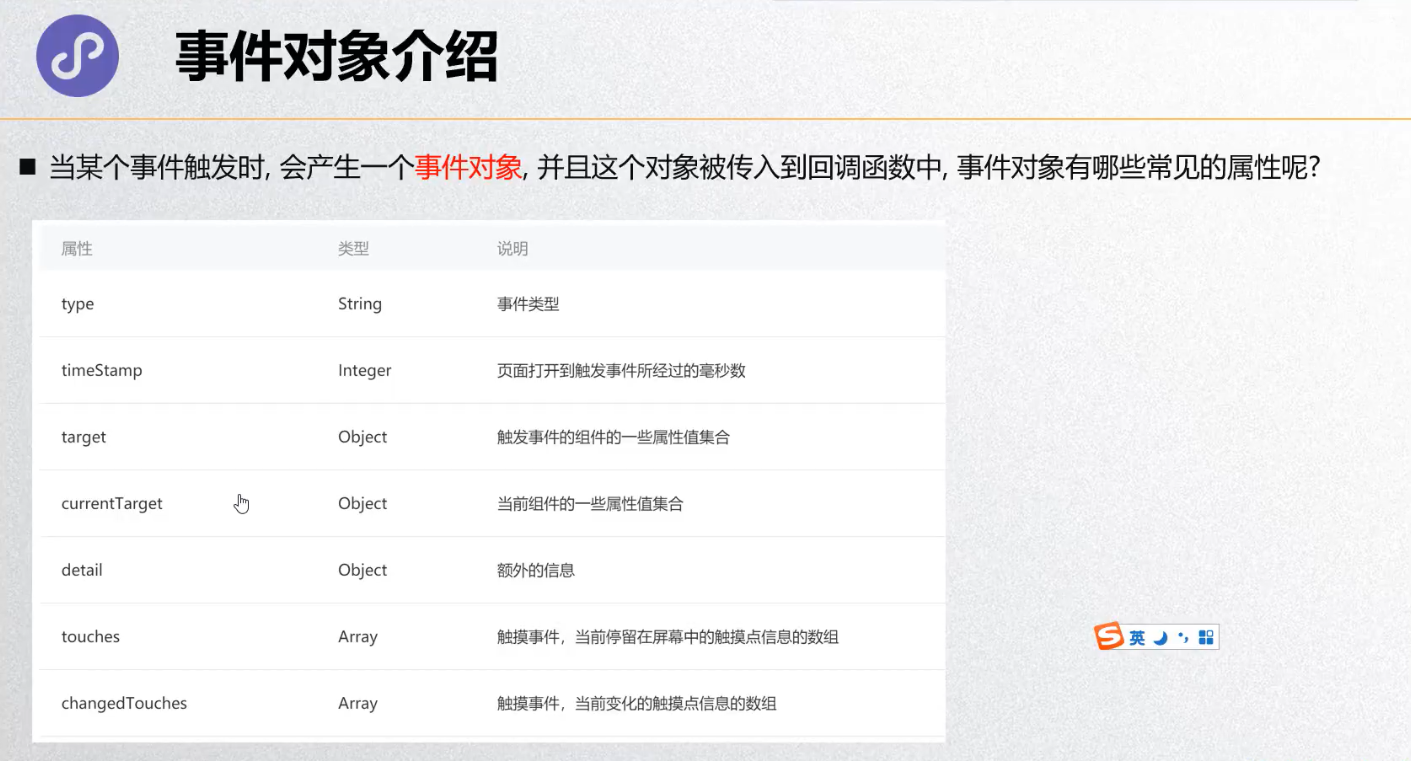 事件对象介绍
■ 当某个事件触发时, 会产生一个事件对象, 并且这个对象被传入到回调函数中, 事件对象有哪些常见的属性呢?
属性 类型 说明
type String 事件类型
timeStamp Integer 页面打开到触发事件所经过的毫秒数
target Object 触发事件的组件的一些属性值集合
currentTarget Object 当前组件的一些属性值集合
detail Object 额外的信息
touches Array 触摸事件，当前停留在屏幕中的触摸点信息的数组
英
changedTouches Array 触摸事件，当前变化的触摸点信息的数组